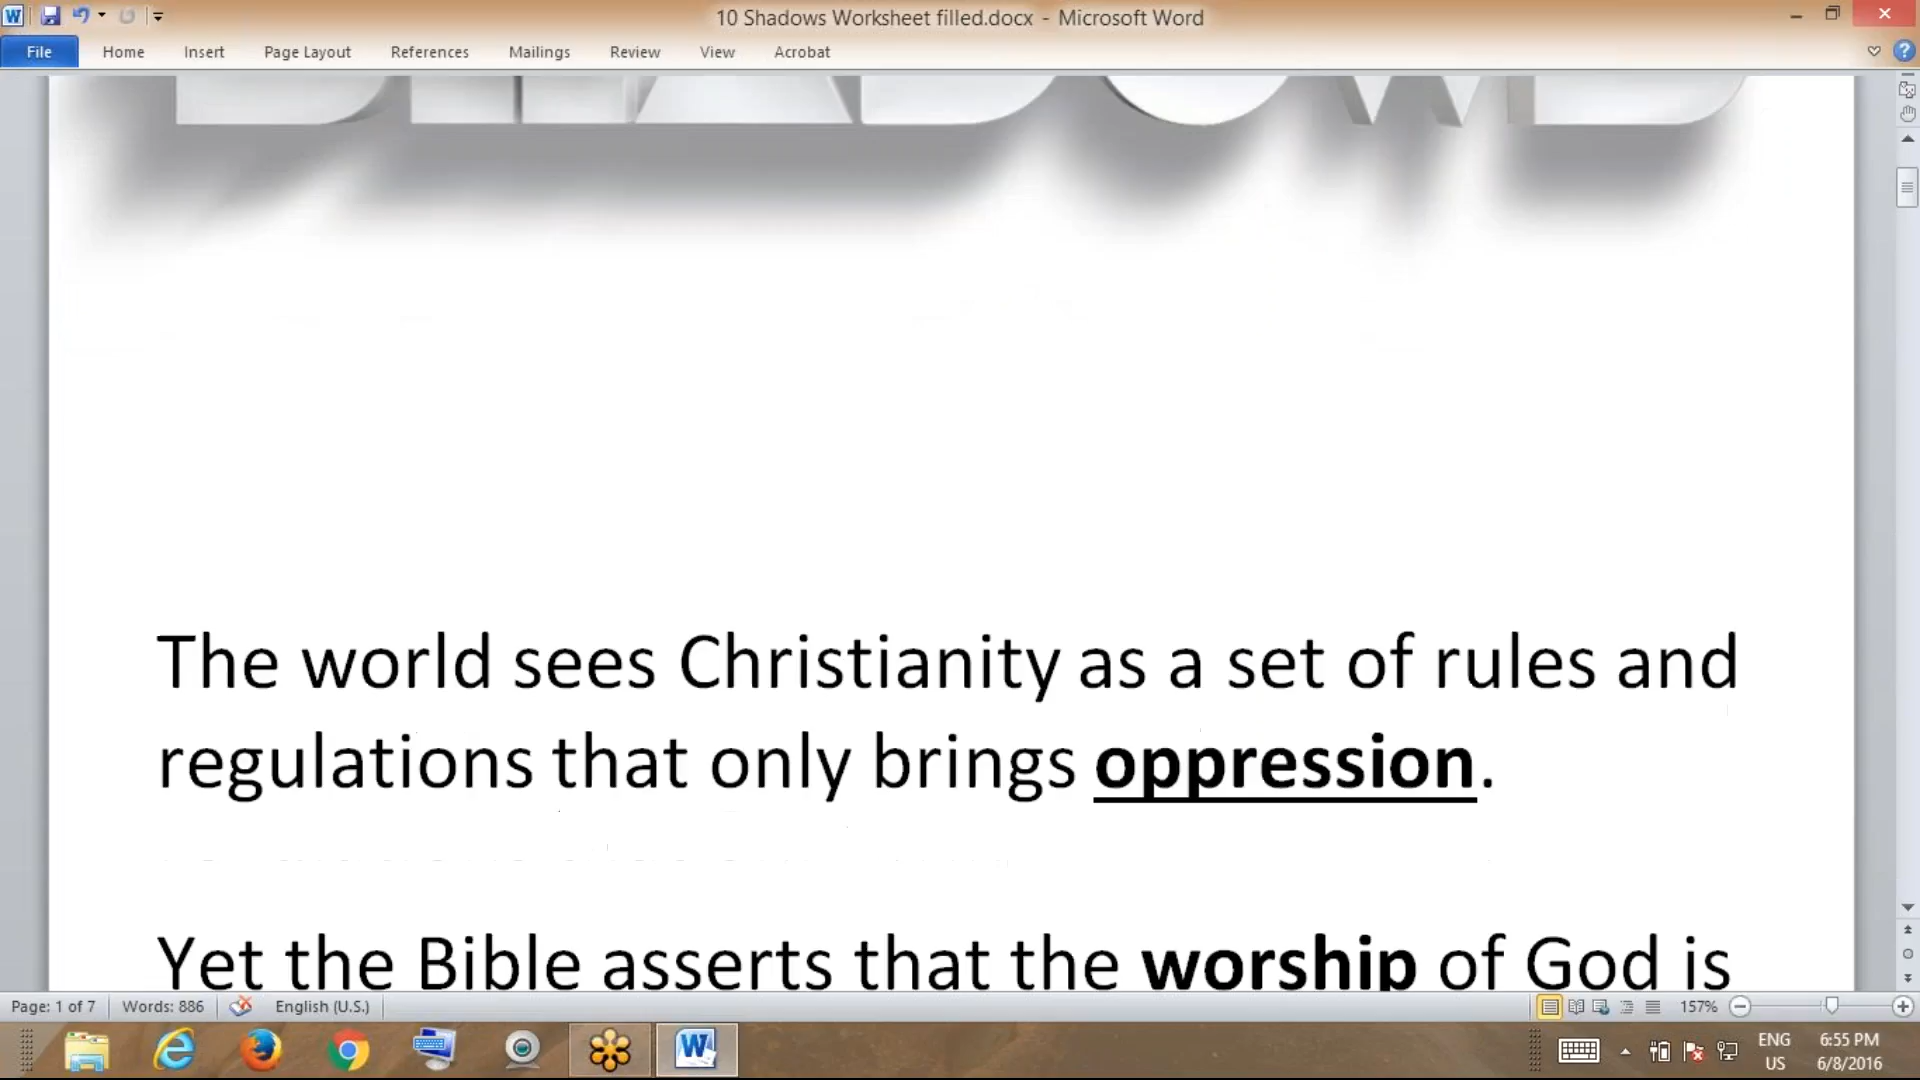 10 Shadows Worksheet filled.docx - Microsoft Word
File Home Insert Page Layout References Mailings Review View Acrobat
The world sees Christianity as a set of rules and
regulations that only brings oppression.
Yet the Bible asserts that the worship of God is
Page: 1 of 7 Words: 886 English (U.S.) 157%
ENG 6:55 PM
US 6/8/2016